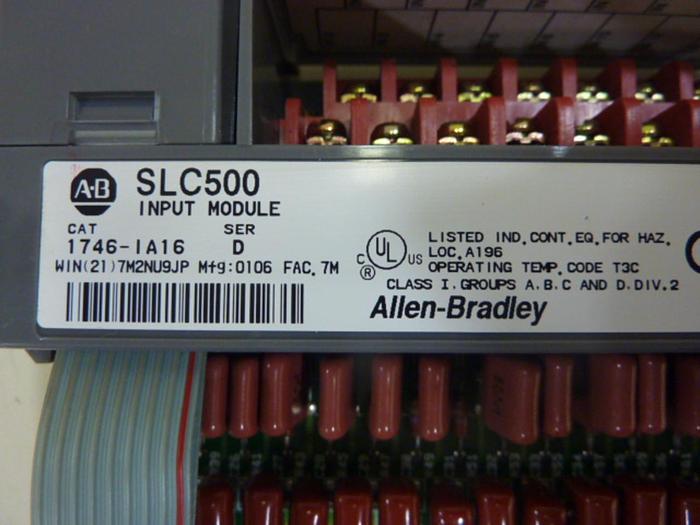 A·B SLC500
INPUT MODULE
CAT SER
1746-IA16 D
WIN(21)7M2NU9JP Mfg:0106 FAC.7M
C UL US
®
LISTED IND.CONT.EQ.FOR HAZ.
LOC.A196
OPERATING TEMP.CODE T3C
CLASS I.GROUPS A.B.C AND D.DIV.2
Allen-Bradley